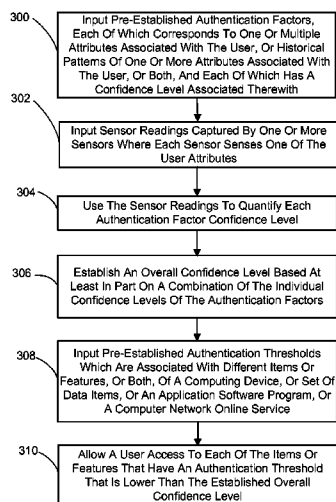 300
Input Pre-Established Authentication Factors,
Each Of Which Corresponds To One Or Multiple
Attributes Associated With The User, Or Historical
Patterns Of One Or More Attributes Associated
With The User, Or Both, And Each Of Which Has A
Confidence Level Associated Therewith
302
Input Sensor Readings Captured By One Or More
Sensors Where Each Sensor Senses One Of The
User Attributes
304
Use The Sensor Readings To Quantify Each
Authentication Factor Confidence Level
306
Establish An Overall Confidence Level Based At
Least In Part On A Combination Of The Individual
Confidence Levels Of The Authentication Factors
308
Input Pre-Established Authentication Thresholds
Which Are Associated With Different Items Or
Features, Or Both, Of A Computing Device, Or Set Of
Data Items, Or An Application Software Program, Or
A Computer Network Online Service
310
Allow A User Access To Each Of The Items Or
Features That Have An Authentication Threshold
That Is Lower Than The Established Overall
Confidence Level